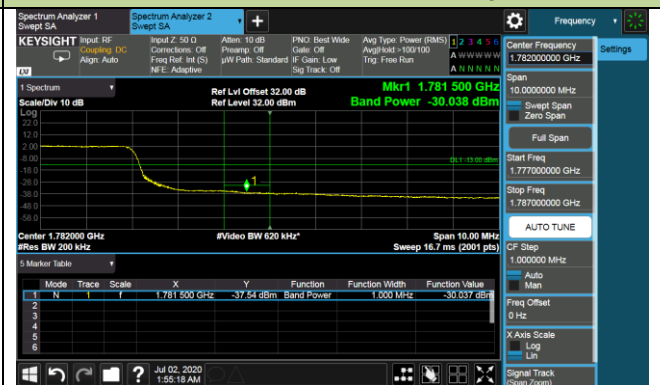 Spectrum Analyzer 1
Swept SA
Spectrum Analyzer 2
Swept SA
+
Frequency
KEYSIGHT
Input: RF
Coupling: DC
Align: Auto
Input Z: 50 Ω
Corrections: Off
Freq Ref: Int (S)
NFE: Adaptive
Atten: 10 dB
Preamp: Off
µW Path: Standard
PNO: Best Wide
Gate: Off
IF Gain: Low
Sig Track: Off
Avg Type: Power (RMS)
Avg|Hold:>100/100
Trig: Free Run
1 2 3 4 5 6
A W W W W W
A N N N N N
1 Spectrum
Scale/Div 10 dB
Log
Ref Lvl Offset 32.00 dB
Ref Level 32.00 dBm
Mkr1 1.781 500 GHz
Band Power -30.038 dBm
22.0
12.0
2.00
-8.00
-18.0
-28.0
-38.0
-48.0
-58.0
DL1 -13.00 dBm
1
Center 1.782000 GHz
#Res BW 200 kHz
#Video BW 620 kHz*
Span 10.00 MHz
Sweep 16.7 ms (2001 pts)
5 Marker Table
Mode Trace Scale X Y Function Function Width Function Value
1 N 1 f 1.781 500 GHz -37.54 dBm Band Power 1.000 MHz -30.037 dBm
2
3
4
5
6
Jul 02, 2020
1:55:18 AM
?
Settings
Center Frequency
1.782000000 GHz
Span
10.0000000 MHz
Swept Span
Zero Span
Full Span
Start Freq
1.777000000 GHz
Stop Freq
1.787000000 GHz
AUTO TUNE
CF Step
1.000000 MHz
Auto
Man
Freq Offset
0 Hz
X Axis Scale
Log
Lin
Signal Track
(Span Zoom)